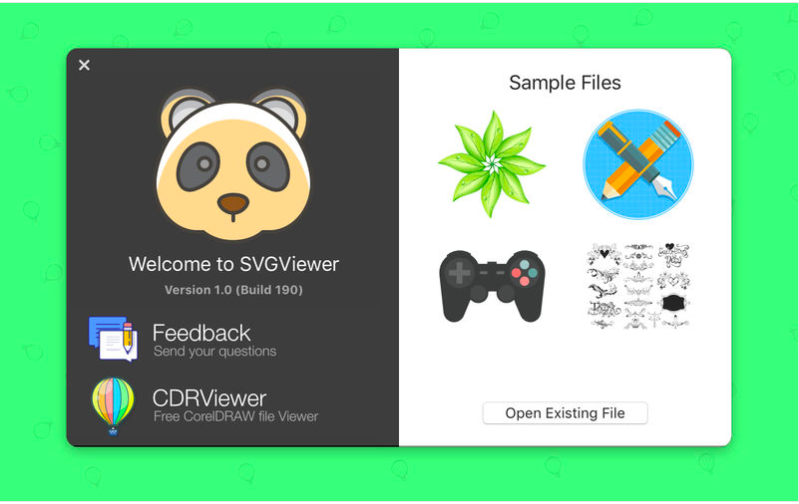 Welcome to SVGViewer
Version 1.0 (Build 190)
Feedback
Send your questions
CDRViewer
Free CorelDRAW file Viewer
Sample Files
Open Existing File